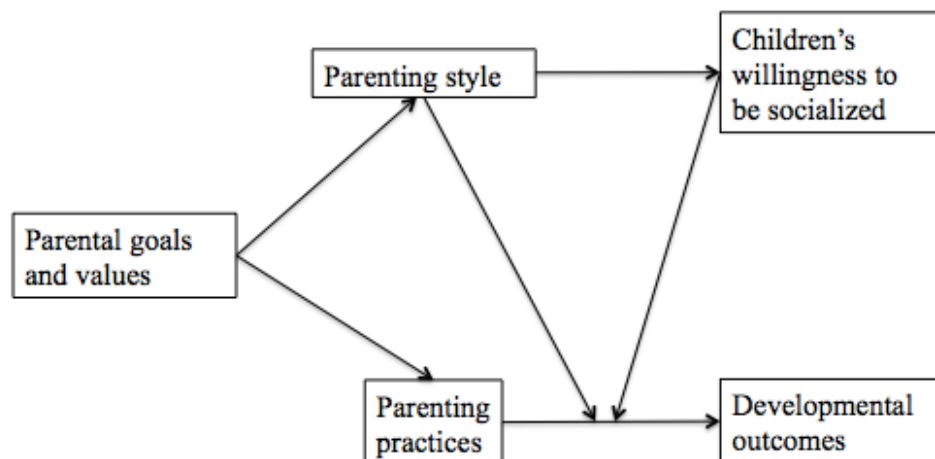 Parenting style
Children's
willingness to
be socialized
Parental goals
and values
Parenting
practices
Developmental
outcomes